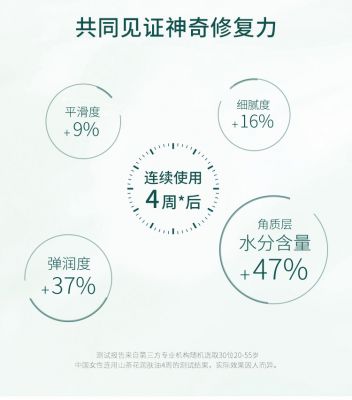 共同见证神奇修复力
平滑度
+9%
细腻度
+16%
连续使用
4周*后
角质层
水分含量
+47%
弹润度
+37%
测试报告来自第三方专业机构随机选取30位20-55岁
中国女性连用山茶花润肤油4周的测试结果。实际效果因人而异。